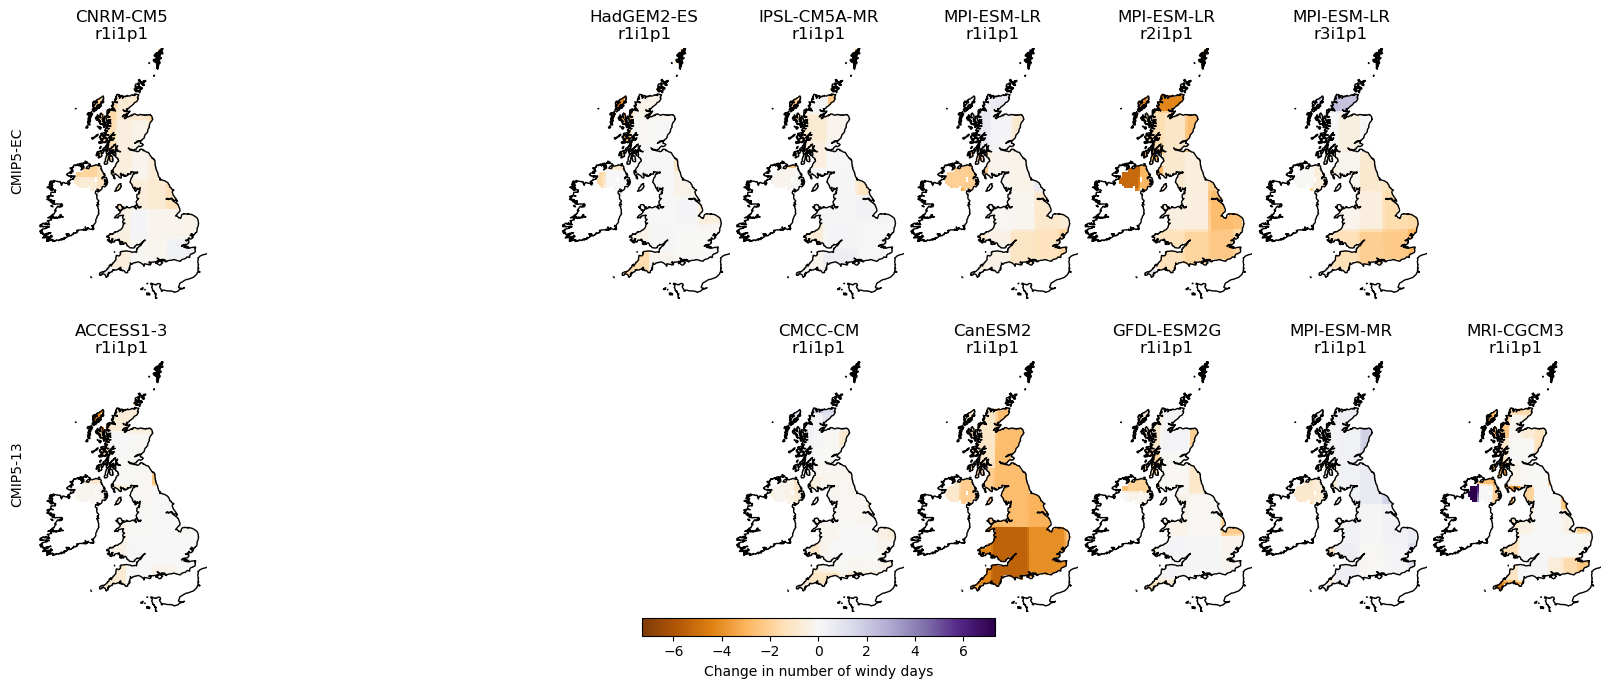 CNRM-CM5
r1i1p1
HadGEM2-ES
r1i1p1
IPSL-CM5A-MR
r1i1p1
MPI-ESM-LR
r1i1p1
MPI-ESM-LR
r2i1p1
MPI-ESM-LR
r3i1p1
CMIP5-EC
ACCESS1-3
r1i1p1
CMCC-CM
r1i1p1
CanESM2
r1i1p1
GFDL-ESM2G
r1i1p1
MPI-ESM-MR
r1i1p1
MRI-CGCM3
r1i1p1
CMIP5-13
−6 −4 −2 0 2 4 6
Change in number of windy days